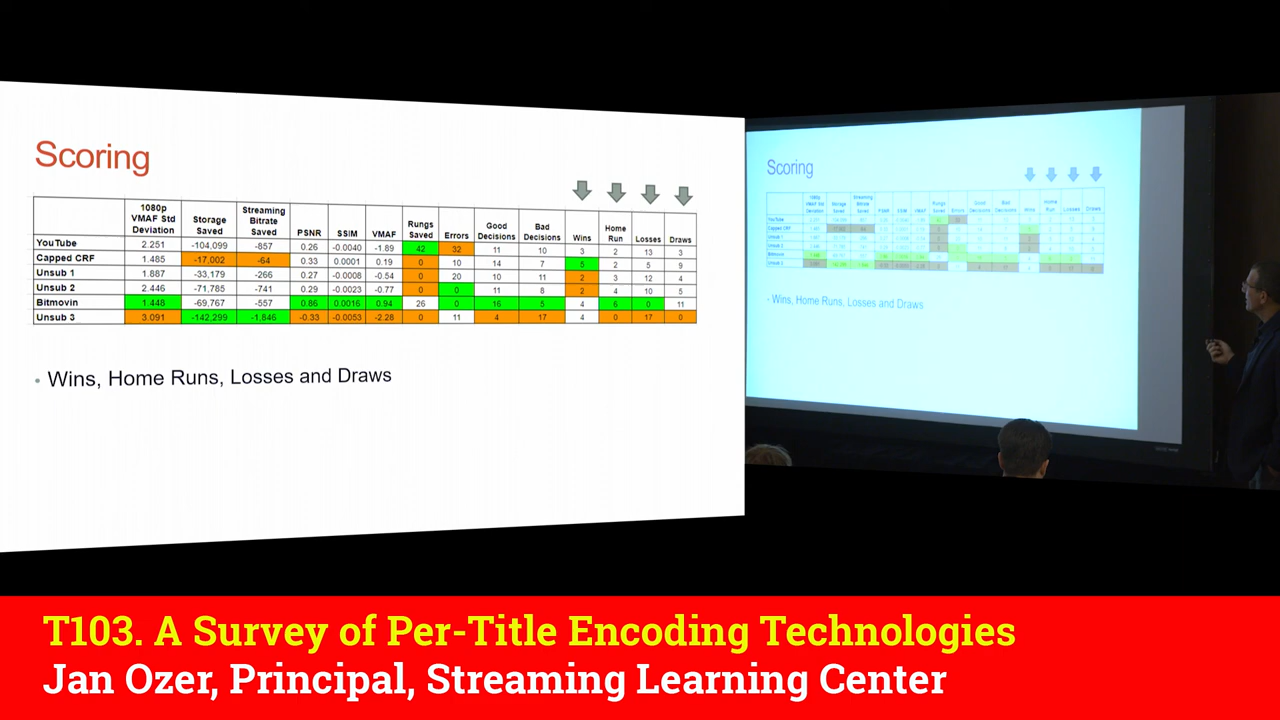 Scoring
1080p VMAF Std Deviation Storage Saved Streaming Bitrate Saved PSNR SSIM VMAF Rungs Saved Errors Good Decisions Bad Decisions Wins Home Run Losses Draws
YouTube 2.251 -104,099 -857 0.26 -0.0040 -1.89 42 32 11 10 3 2 13 3
Capped CRF 1.485 -17,002 -64 0.33 0.0001 0.19 0 10 14 7 5 2 5 9
Unsub 1 1.887 -33,179 -266 0.27 -0.0008 -0.54 0 20 10 11 2 3 12 4
Unsub 2 2.446 -71,785 -741 0.29 -0.0023 -0.77 0 0 11 8 2 4 10 5
Bitmovin 1.448 -69,767 -557 0.86 0.0016 0.94 26 0 16 5 4 6 0 11
Unsub 3 3.091 -142,299 -1,846 -0.33 -0.0053 -2.28 0 11 4 17 4 0 17 0
• Wins, Home Runs, Losses and Draws
Scoring
• Wins, Home Runs, Losses and Draws
T103. A Survey of Per-Title Encoding Technologies
Jan Ozer, Principal, Streaming Learning Center